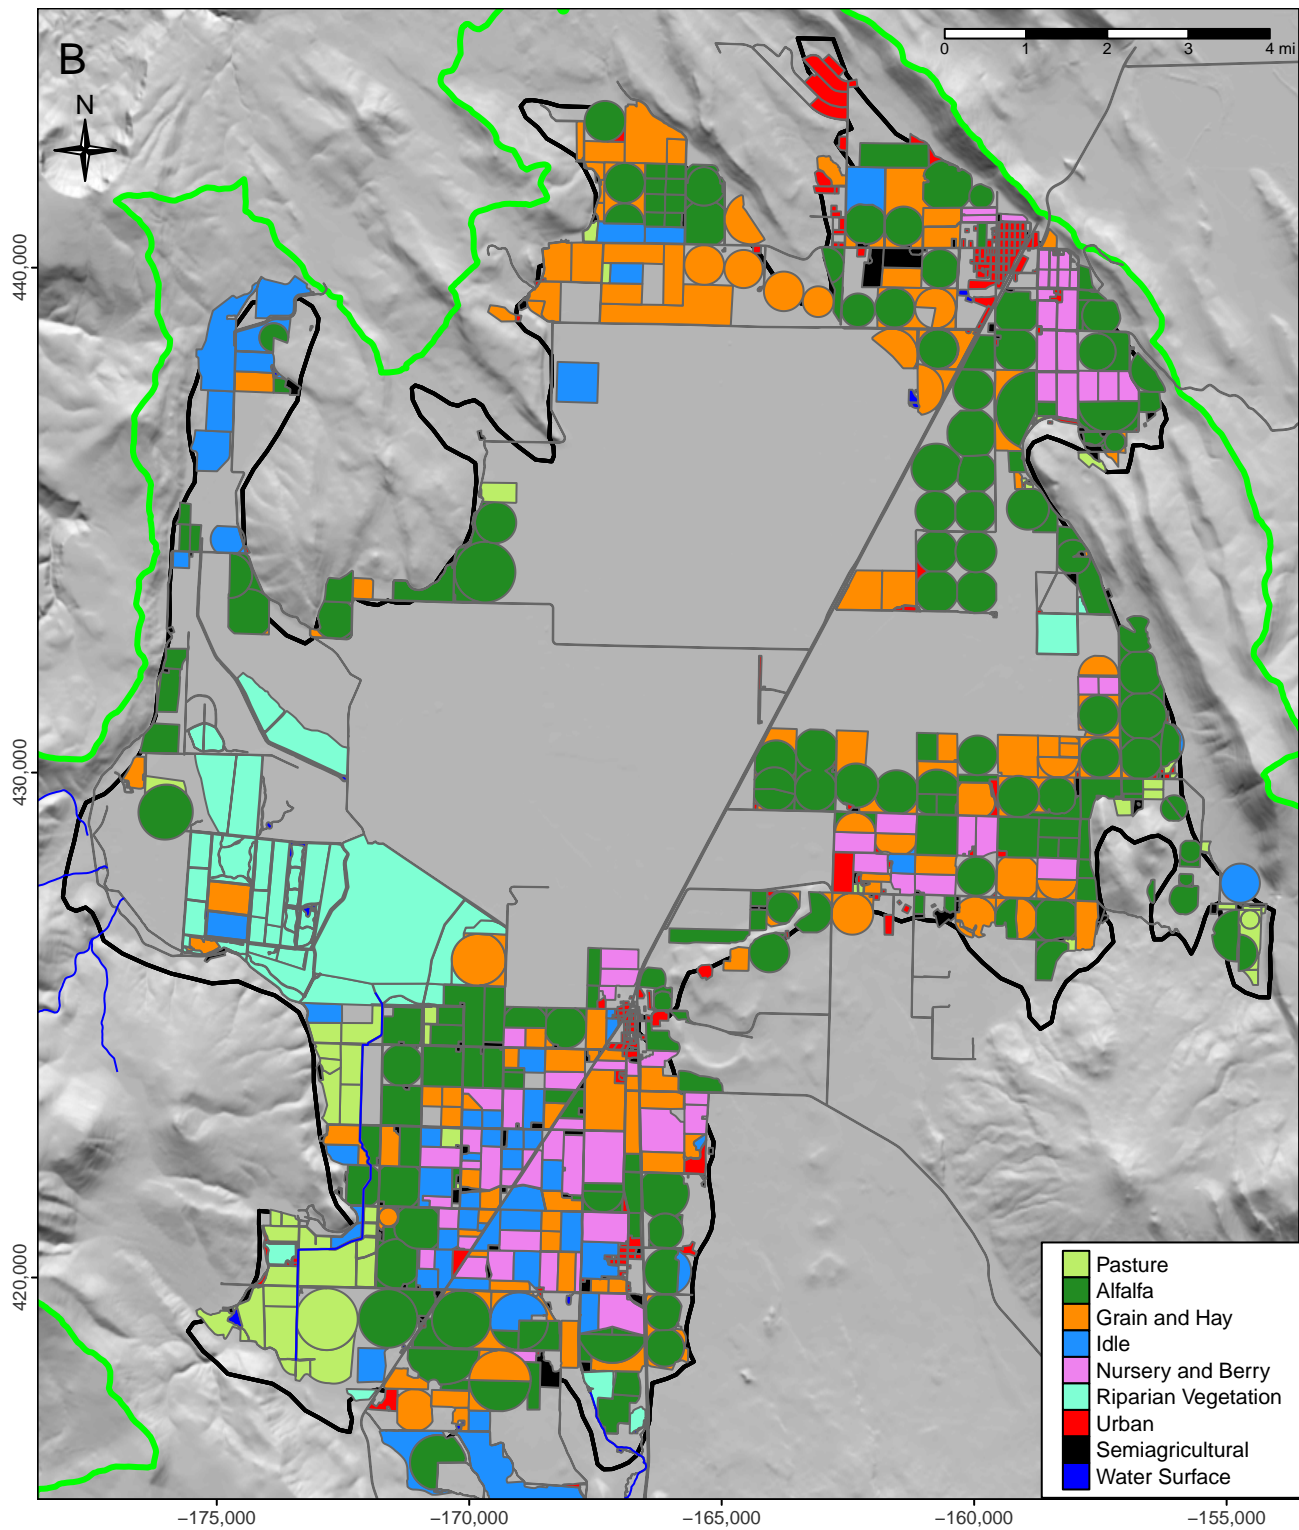 B
N
0 1 2 3 4 mi
440,000
430,000
420,000
Pasture
Alfalfa
Grain and Hay
Idle
Nursery and Berry
Riparian Vegetation
Urban
Semiagricultural
Water Surface
−175,000 −170,000 −165,000 −160,000 −155,000